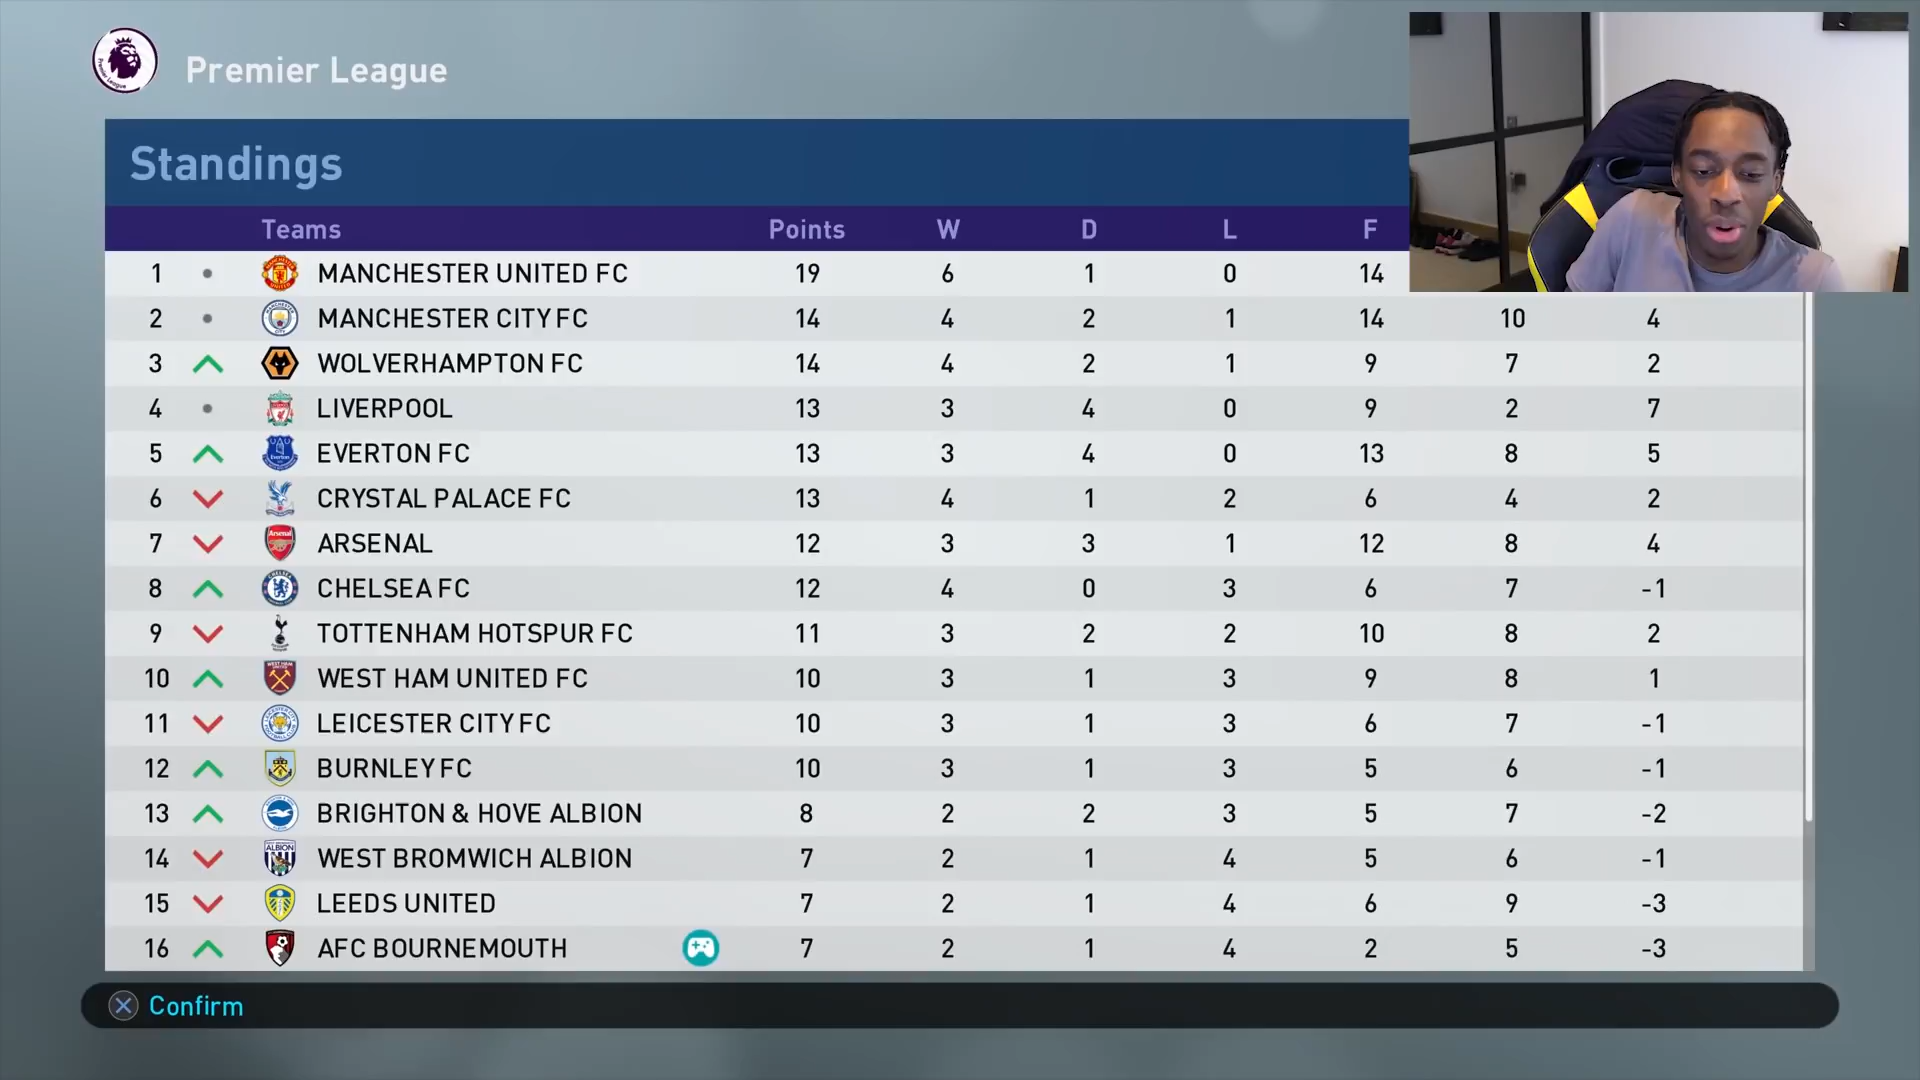 Premier League
Standings
Teams Points W D L F
1 MANCHESTER UNITED FC 19 6 1 0 14
2 MANCHESTER CITY FC 14 4 2 1 14 10 4
3 WOLVERHAMPTON FC 14 4 2 1 9 7 2
4 LIVERPOOL 13 3 4 0 9 2 7
5 EVERTON FC 13 3 4 0 13 8 5
6 CRYSTAL PALACE FC 13 4 1 2 6 4 2
7 ARSENAL 12 3 3 1 12 8 4
8 CHELSEA FC 12 4 0 3 6 7 -1
9 TOTTENHAM HOTSPUR FC 11 3 2 2 10 8 2
10 WEST HAM UNITED FC 10 3 1 3 9 8 1
11 LEICESTER CITY FC 10 3 1 3 6 7 -1
12 BURNLEY FC 10 3 1 3 5 6 -1
13 BRIGHTON & HOVE ALBION 8 2 2 3 5 7 -2
14 WEST BROMWICH ALBION 7 2 1 4 5 6 -1
15 LEEDS UNITED 7 2 1 4 6 9 -3
16 AFC BOURNEMOUTH 7 2 1 4 2 5 -3
Confirm